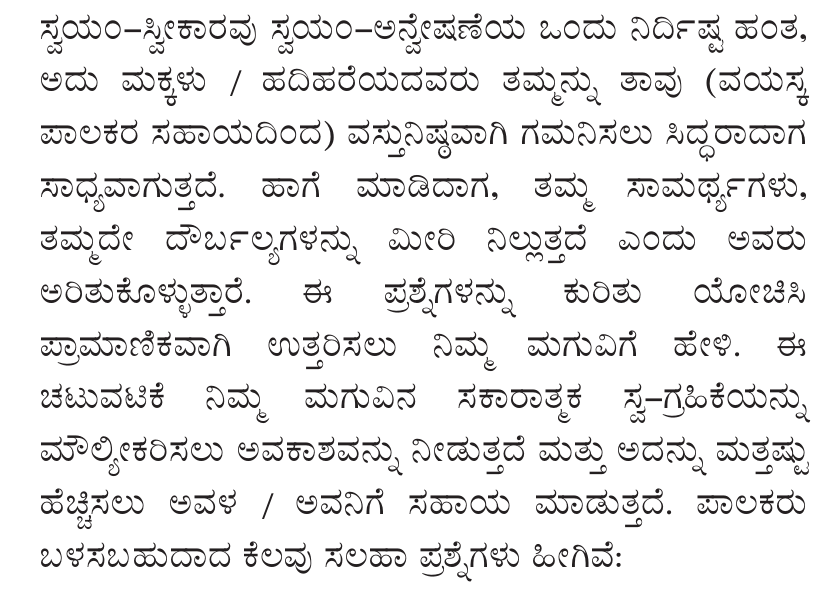 ಸ್ವಯಂ–ಸ್ವೀಕಾರವು ಸ್ವಯಂ–ಅನ್ವೇಷಣೆಯ ಒಂದು ನಿರ್ದಿಷ್ಟ ಹಂತ,
ಅದು ಮಕ್ಕಳು / ಹದಿಹರೆಯದವರು ತಮ್ಮನ್ನು ತಾವು (ವಯಸ್ಕ
ಪಾಲಕರ ಸಹಾಯದಿಂದ) ವಸ್ತುನಿಷ್ಠವಾಗಿ ಗಮನಿಸಲು ಸಿದ್ಧರಾದಾಗ
ಸಾಧ್ಯವಾಗುತ್ತದೆ. ಹಾಗೆ ಮಾಡಿದಾಗ, ತಮ್ಮ ಸಾಮರ್ಥ್ಯಗಳು,
ತಮ್ಮದೇ ದೌರ್ಬಲ್ಯಗಳನ್ನು ಮೀರಿ ನಿಲ್ಲುತ್ತದೆ ಎಂದು ಅವರು
ಅರಿತುಕೊಳ್ಳುತ್ತಾರೆ. ಈ ಪ್ರಶ್ನೆಗಳನ್ನು ಕುರಿತು ಯೋಚಿಸಿ
ಪ್ರಾಮಾಣಿಕವಾಗಿ ಉತ್ತರಿಸಲು ನಿಮ್ಮ ಮಗುವಿಗೆ ಹೇಳಿ. ಈ
ಚಟುವಟಿಕೆ ನಿಮ್ಮ ಮಗುವಿನ ಸಕಾರಾತ್ಮಕ ಸ್ವ–ಗ್ರಹಿಕೆಯನ್ನು
ಮೌಲ್ಯೀಕರಿಸಲು ಅವಕಾಶವನ್ನು ನೀಡುತ್ತದೆ ಮತ್ತು ಅದನ್ನು ಮತ್ತಷ್ಟು
ಹೆಚ್ಚಿಸಲು ಅವಳ / ಅವನಿಗೆ ಸಹಾಯ ಮಾಡುತ್ತದೆ. ಪಾಲಕರು
ಬಳಸಬಹುದಾದ ಕೆಲವು ಸಲಹಾ ಪ್ರಶ್ನೆಗಳು ಹೀಗಿವೆ: